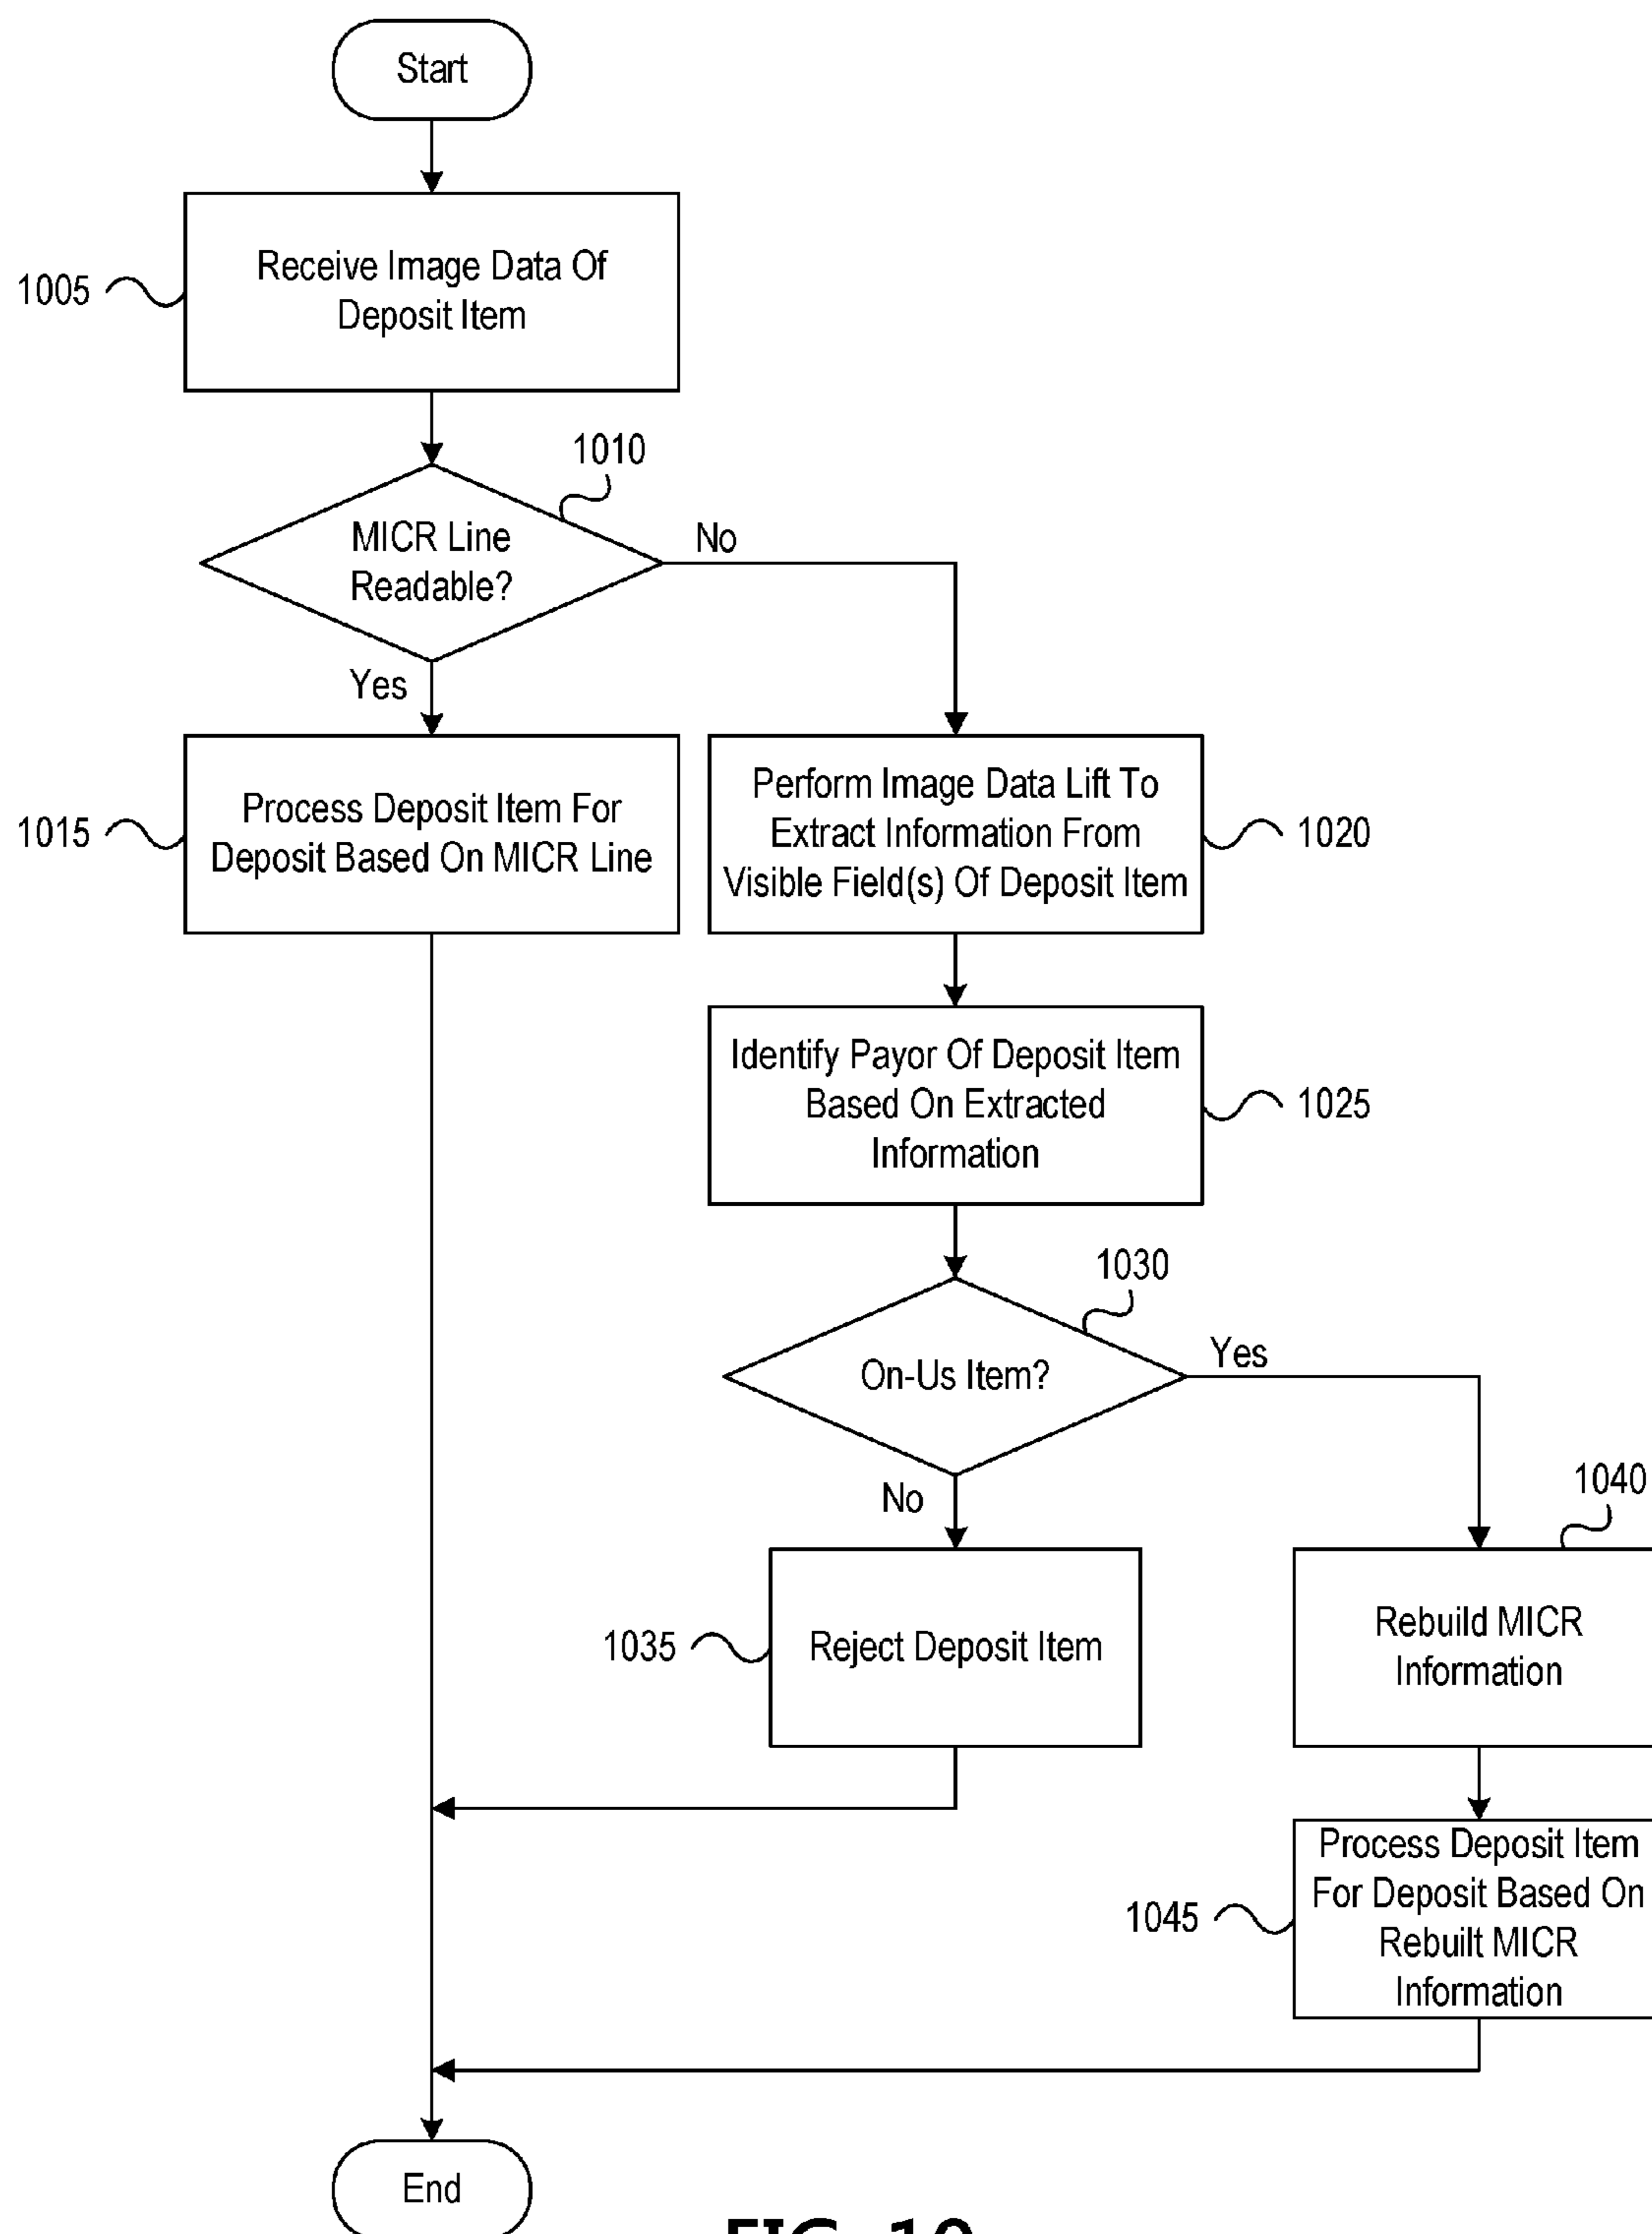 Start
1005
Receive Image Data Of
Deposit Item
1010
MICR Line
Readable?
No
Yes
1015
Process Deposit Item For
Deposit Based On MICR Line
Perform Image Data Lift To
Extract Information From
Visible Field(s) Of Deposit Item
1020
Identify Payor Of Deposit Item
Based On Extracted
Information
1025
1030
On-Us Item?
Yes
No
1035
Reject Deposit Item
1040
Rebuild MICR
Information
1045
Process Deposit Item
For Deposit Based On
Rebuilt MICR
Information
End
FIG. 10